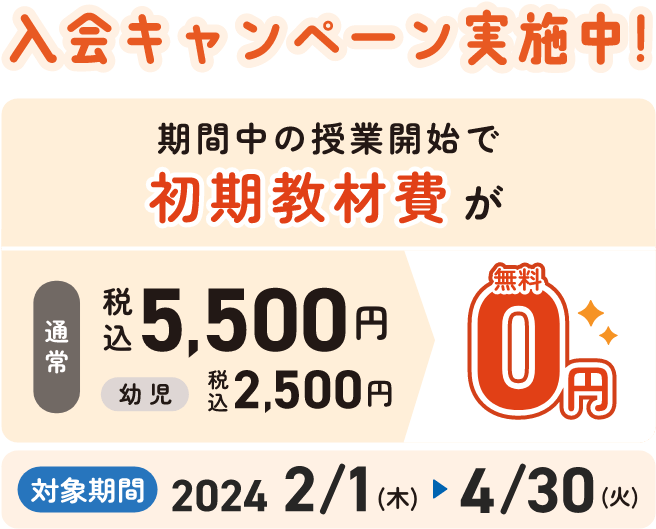 入会キャンペーン実施中!
期間中の授業開始で
初期教材費が
通常
税込5,500円
幼児 税込2,500円
無料
0円
対象期間 2024 2/1(木) ▶ 4/30(火)